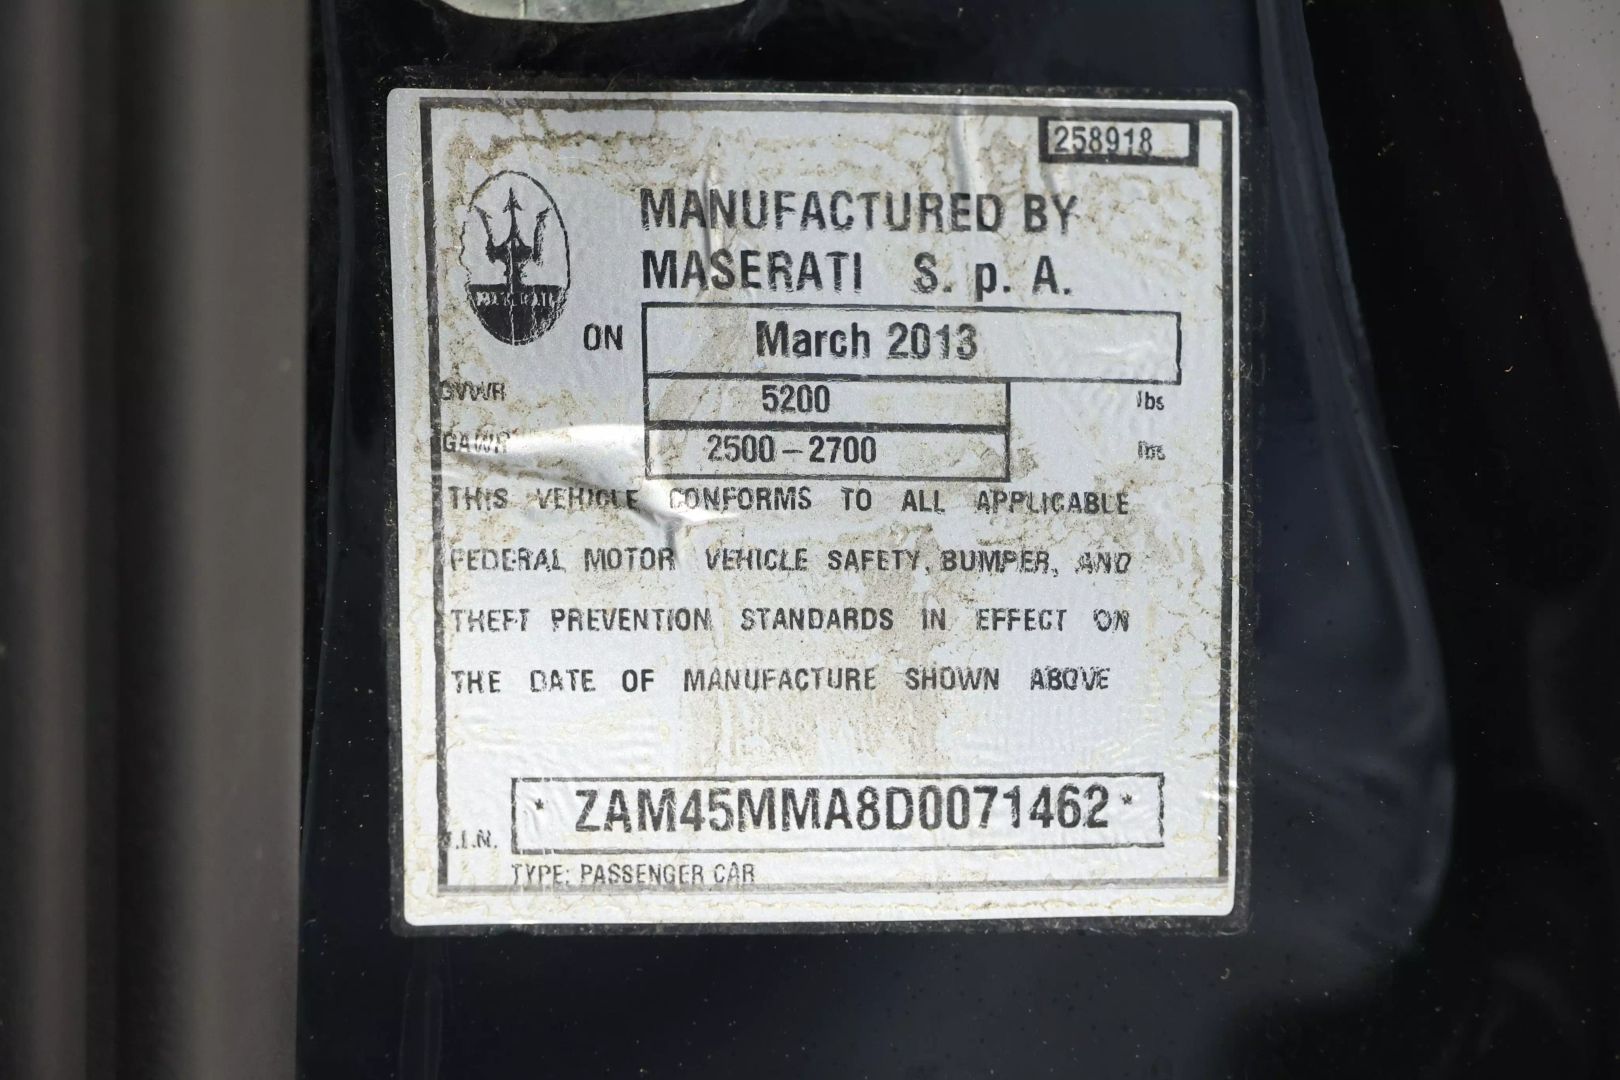 258918
MANUFACTURED BY
MASERATI S. p. A.
MASERATI
ON March 2013
GVWR 5200 lbs
GAWR 2500-2700 lbs
THIS VEHICLE CONFORMS TO ALL APPLICABLE
FEDERAL MOTOR VEHICLE SAFETY, BUMPER, AND
THEFT PREVENTION STANDARDS IN EFFECT ON
THE DATE OF MANUFACTURE SHOWN ABOVE
V.I.N. * ZAM45MMA8D0071462 *
TYPE: PASSENGER CAR